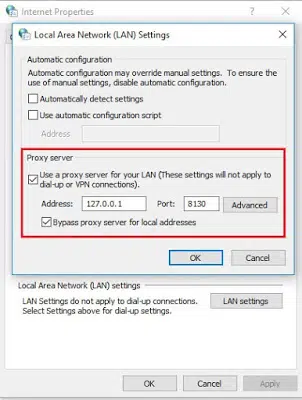 Internet Properties
Local Area Network (LAN) Settings
Automatic configuration
Automatic configuration may override manual settings. To ensure the
use of manual settings, disable automatic configuration.
Automatically detect settings
Use automatic configuration script
Address
Proxy server
Use a proxy server for your LAN (These settings will not apply to
dial-up or VPN connections).
Address: 127.0.0.1 Port: 8130 Advanced
Bypass proxy server for local addresses
OK Cancel
Local Area Network (LAN) settings
LAN Settings do not apply to dial-up connections. LAN settings
Select Settings above for dial-up settings.
OK Cancel Apply